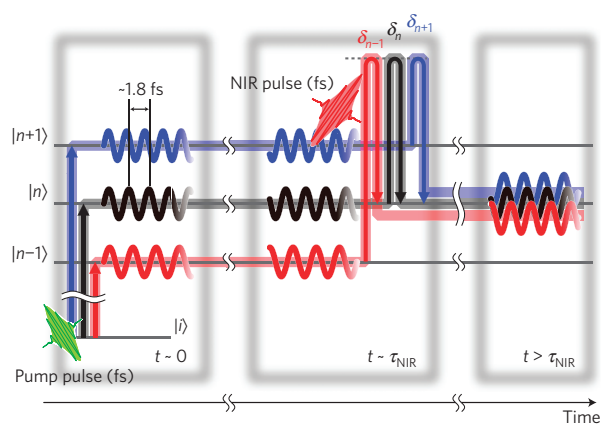 δn−1 δn δn+1
NIR pulse (fs)
~1.8 fs
|n+1⟩
|n⟩
|n−1⟩
|i⟩
t ~ 0
t ~ τNIR
t > τNIR
Pump pulse (fs)
Time